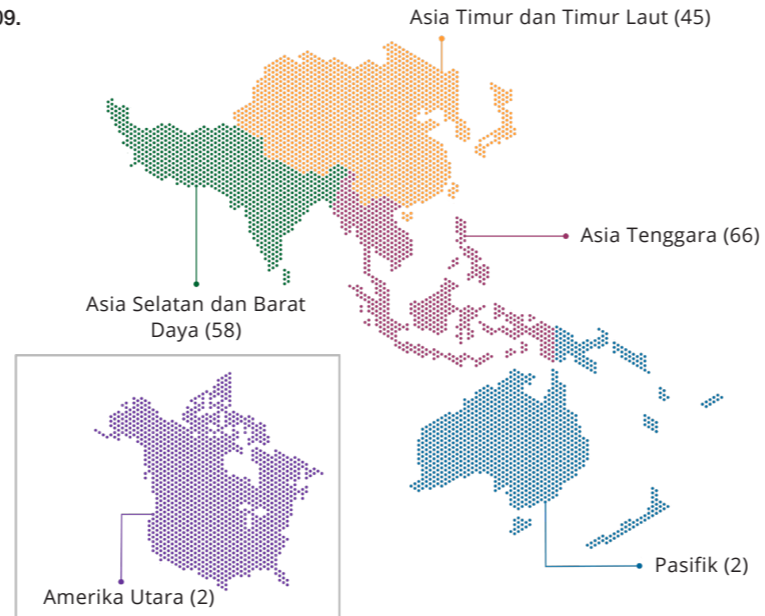 09.
Asia Timur dan Timur Laut (45)
Asia Tenggara (66)
Asia Selatan dan Barat
Daya (58)
Amerika Utara (2)
Pasifik (2)